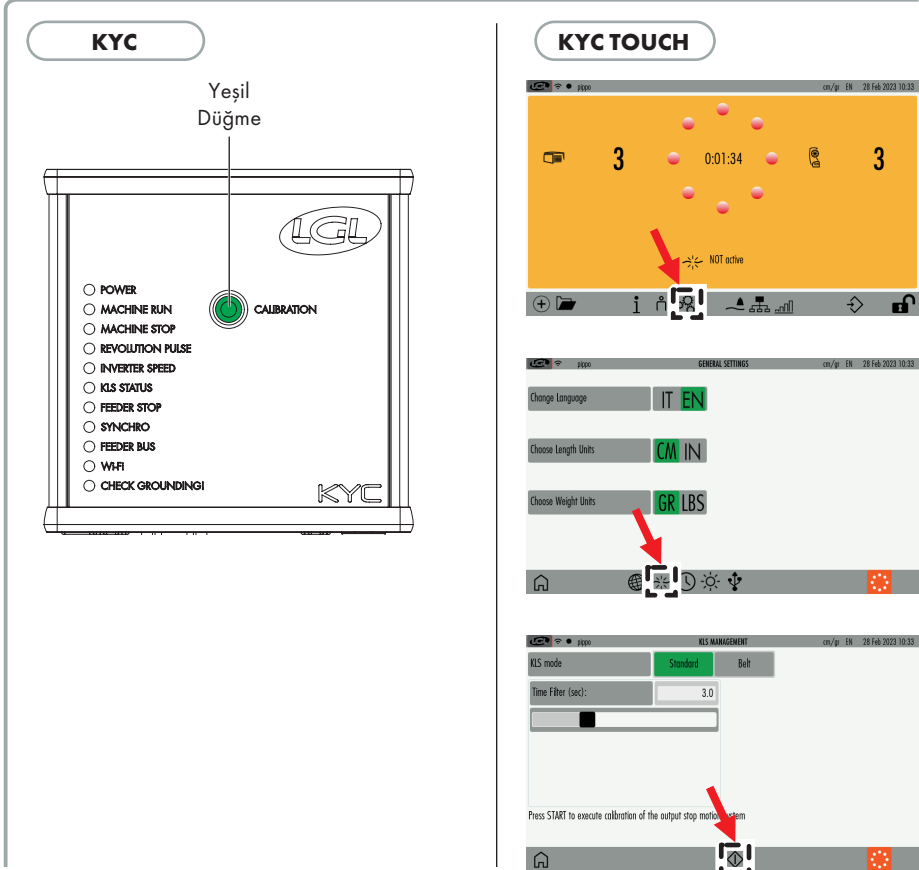 KYC
Yeşil
Düğme
LGL
POWER
MACHINE RUN
MACHINE STOP
REVOLUTION PULSE
INVERTER SPEED
KLS STATUS
FEEDER STOP
SYNCHRO
FEEDER BUS
WI-FI
CHECK GROUNDING!
CALIBRATION
KYC
KYC TOUCH
LGL pippo cm/gr EN 28 Feb 2023 10:33
3 0:01:34 3
NOT active
LGL pippo GENERAL SETTINGS cm/gr EN 28 Feb 2023 10:33
Change Language IT EN
Choose Length Units CM IN
Choose Weight Units GR LBS
LGL pippo KLS MANAGEMENT cm/gr EN 28 Feb 2023 10:33
KLS mode Standard Belt
Time Filter (sec): 3.0
Press START to execute calibration of the output stop motion system